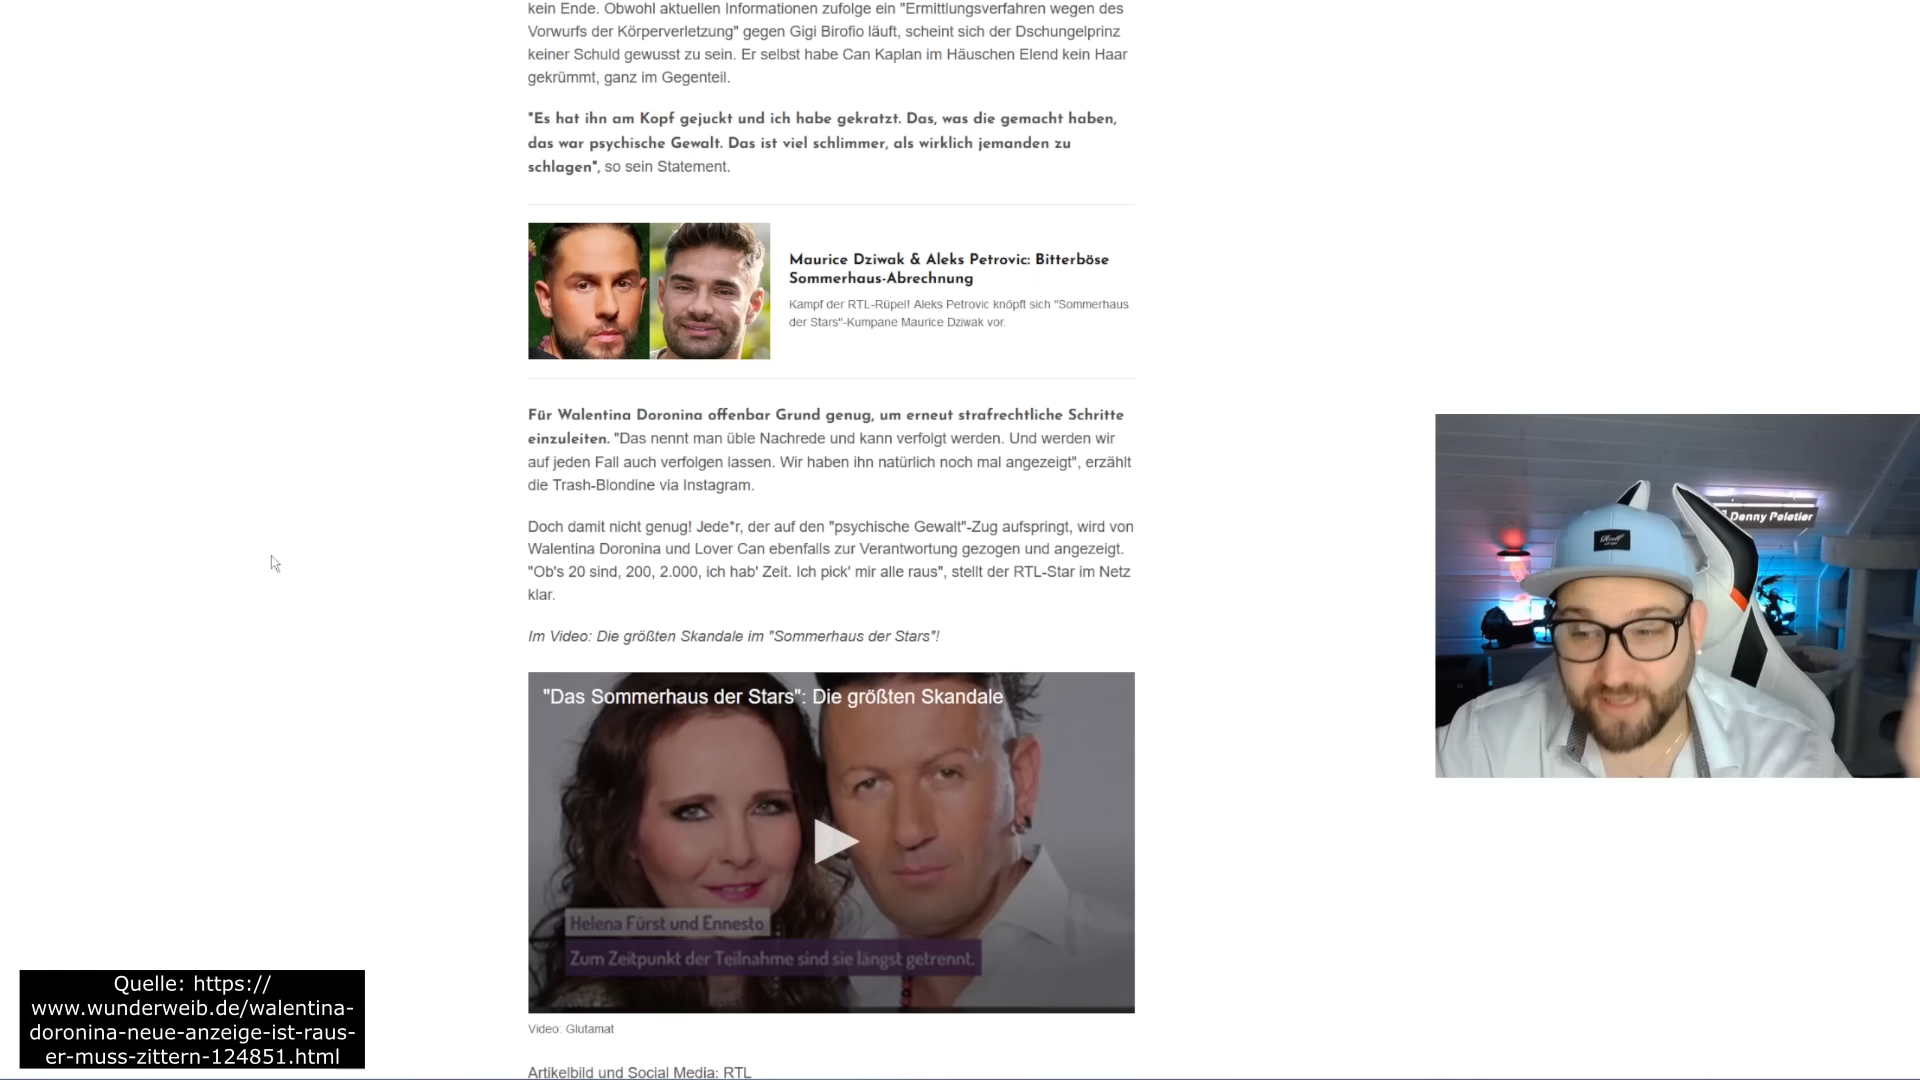 kein Ende. Obwohl aktuellen Informationen zufolge ein "Ermittlungsverfahren wegen des
Vorwurfs der Körperverletzung" gegen Gigi Birofio läuft, scheint sich der Dschungelprinz
keiner Schuld gewusst zu sein. Er selbst habe Can Kaplan im Häuschen Elend kein Haar
gekrümmt, ganz im Gegenteil.
"Es hat ihn am Kopf gejuckt und ich habe gekratzt. Das, was die gemacht haben,
das war psychische Gewalt. Das ist viel schlimmer, als wirklich jemanden zu
schlagen", so sein Statement.
Maurice Dziwak & Aleks Petrovic: Bitterböse
Sommerhaus-Abrechnung
Kampf der RTL-Rüpel! Aleks Petrovic knöpft sich "Sommerhaus
der Stars"-Kumpane Maurice Dziwak vor.
Für Walentina Doronina offenbar Grund genug, um erneut strafrechtliche Schritte
einzuleiten. "Das nennt man üble Nachrede und kann verfolgt werden. Und werden wir
auf jeden Fall auch verfolgen lassen. Wir haben ihn natürlich noch mal angezeigt", erzählt
die Trash-Blondine via Instagram.
Doch damit nicht genug! Jede*r, der auf den "psychische Gewalt"-Zug aufspringt, wird von
Walentina Doronina und Lover Can ebenfalls zur Verantwortung gezogen und angezeigt.
"Ob's 20 sind, 200, 2.000, ich hab' Zeit. Ich pick' mir alle raus", stellt der RTL-Star im Netz
klar.
Im Video: Die größten Skandale im "Sommerhaus der Stars"!
"Das Sommerhaus der Stars": Die größten Skandale
Helena Fürst und Ennesto
Zum Zeitpunkt der Teilnahme sind sie längst getrennt.
Video: Glutamat
Artikelbild und Social Media: RTL
Denny Peletier
Quelle: https://
www.wunderweib.de/walentina-
doronina-neue-anzeige-ist-raus-
er-muss-zittern-124851.html